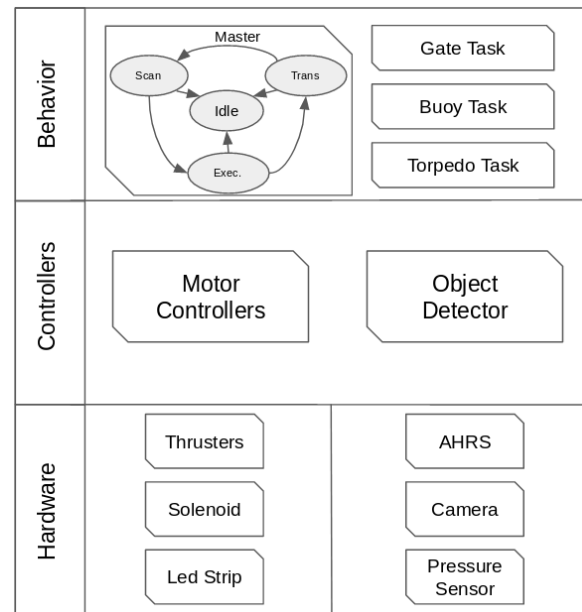 Behavior
Master
Scan
Trans
Idle
Exec.
Gate Task
Buoy Task
Torpedo Task
Controllers
Motor
Controllers
Object
Detector
Hardware
Thrusters
Solenoid
Led Strip
AHRS
Camera
Pressure
Sensor